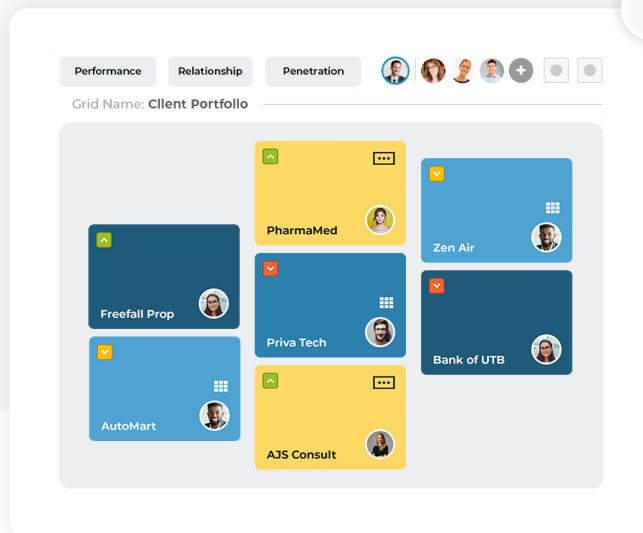 Performance
Relationship
Penetration
Grid Name: Client Portfollo
PharmaMed
Zen Air
Freefall Prop
Priva Tech
Bank of UTB
AutoMart
AJS Consult